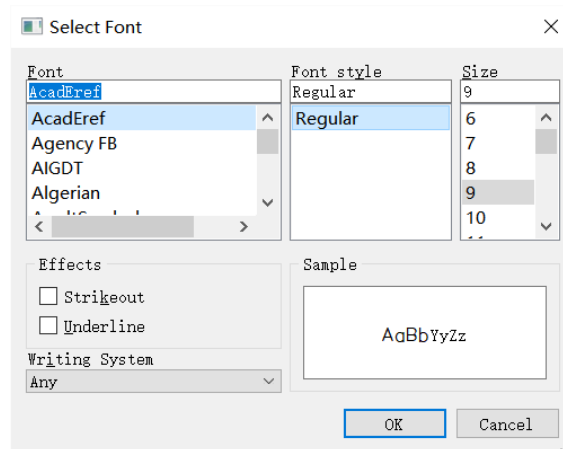 Select Font
Font
AcadEref
AcadEref
Agency FB
AIGDT
Algerian
Font style
Regular
Regular
Size
9
6
7
8
9
10
Effects
Strikeout
Underline
Writing System
Any
Sample
AaBbYyZz
OK
Cancel